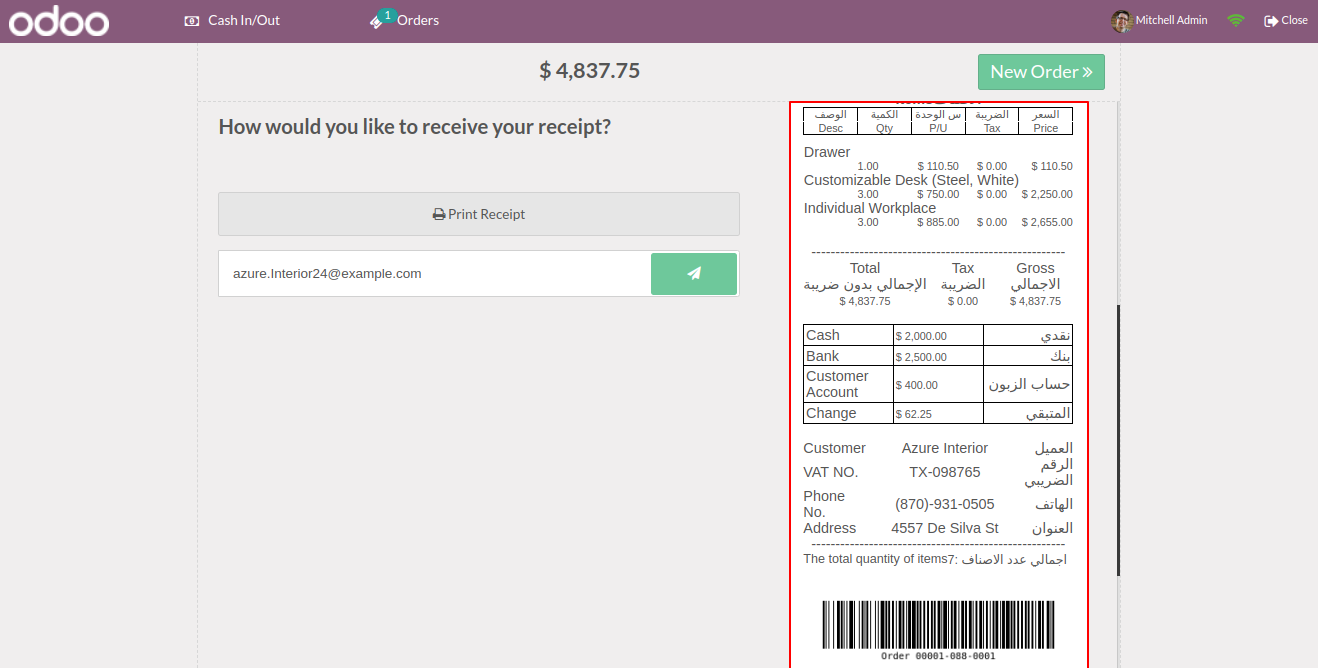 odoo
Cash In/Out
1 Orders
Mitchell Admin
Close
$ 4,837.75
New Order
How would you like to receive your receipt?
Print Receipt
azure.Interior24@example.com
الوصف الكمية س الوحدة الضريبة السعر
Desc Qty P/U Tax Price
Drawer
1.00 $ 110.50 $ 0.00 $ 110.50
Customizable Desk (Steel, White)
3.00 $ 750.00 $ 0.00 $ 2,250.00
Individual Workplace
3.00 $ 885.00 $ 0.00 $ 2,655.00
-----------------------------------------------------
Total Tax Gross
الإجمالي بدون ضريبة الضريبة الاجمالي
$ 4,837.75 $ 0.00 $ 4,837.75
Cash $ 2,000.00 نقدي
Bank $ 2,500.00 بنك
Customer Account $ 400.00 حساب الزبون
Change $ 62.25 المتبقي
Customer Azure Interior العميل
VAT NO. TX-098765 الرقم الضريبي
Phone No. (870)-931-0505 الهاتف
Address 4557 De Silva St العنوان
-----------------------------------------------------
The total quantity of items7 :اجمالي عدد الاصناف
Order 00001-088-0001